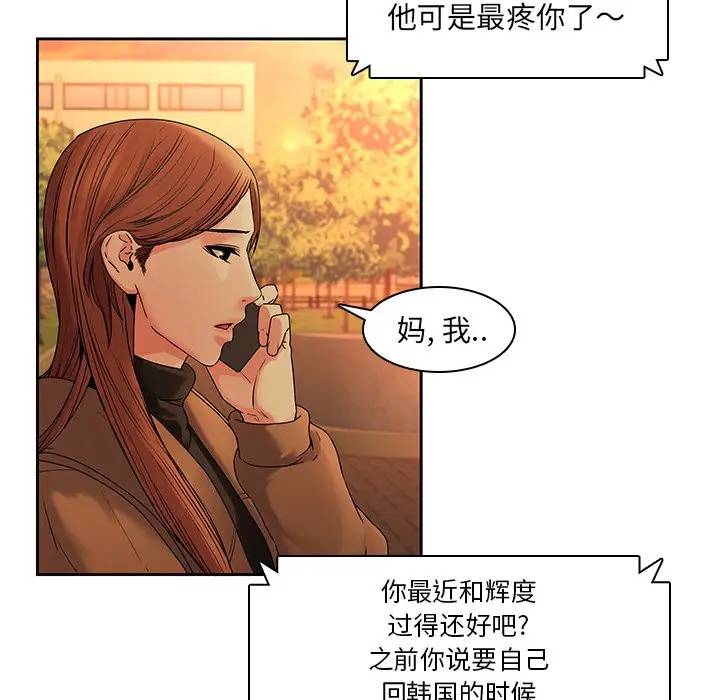 他可是最疼你了～
妈, 我..
你最近和辉度
过得还好吧?
之前你说要自己
回韩国的时候